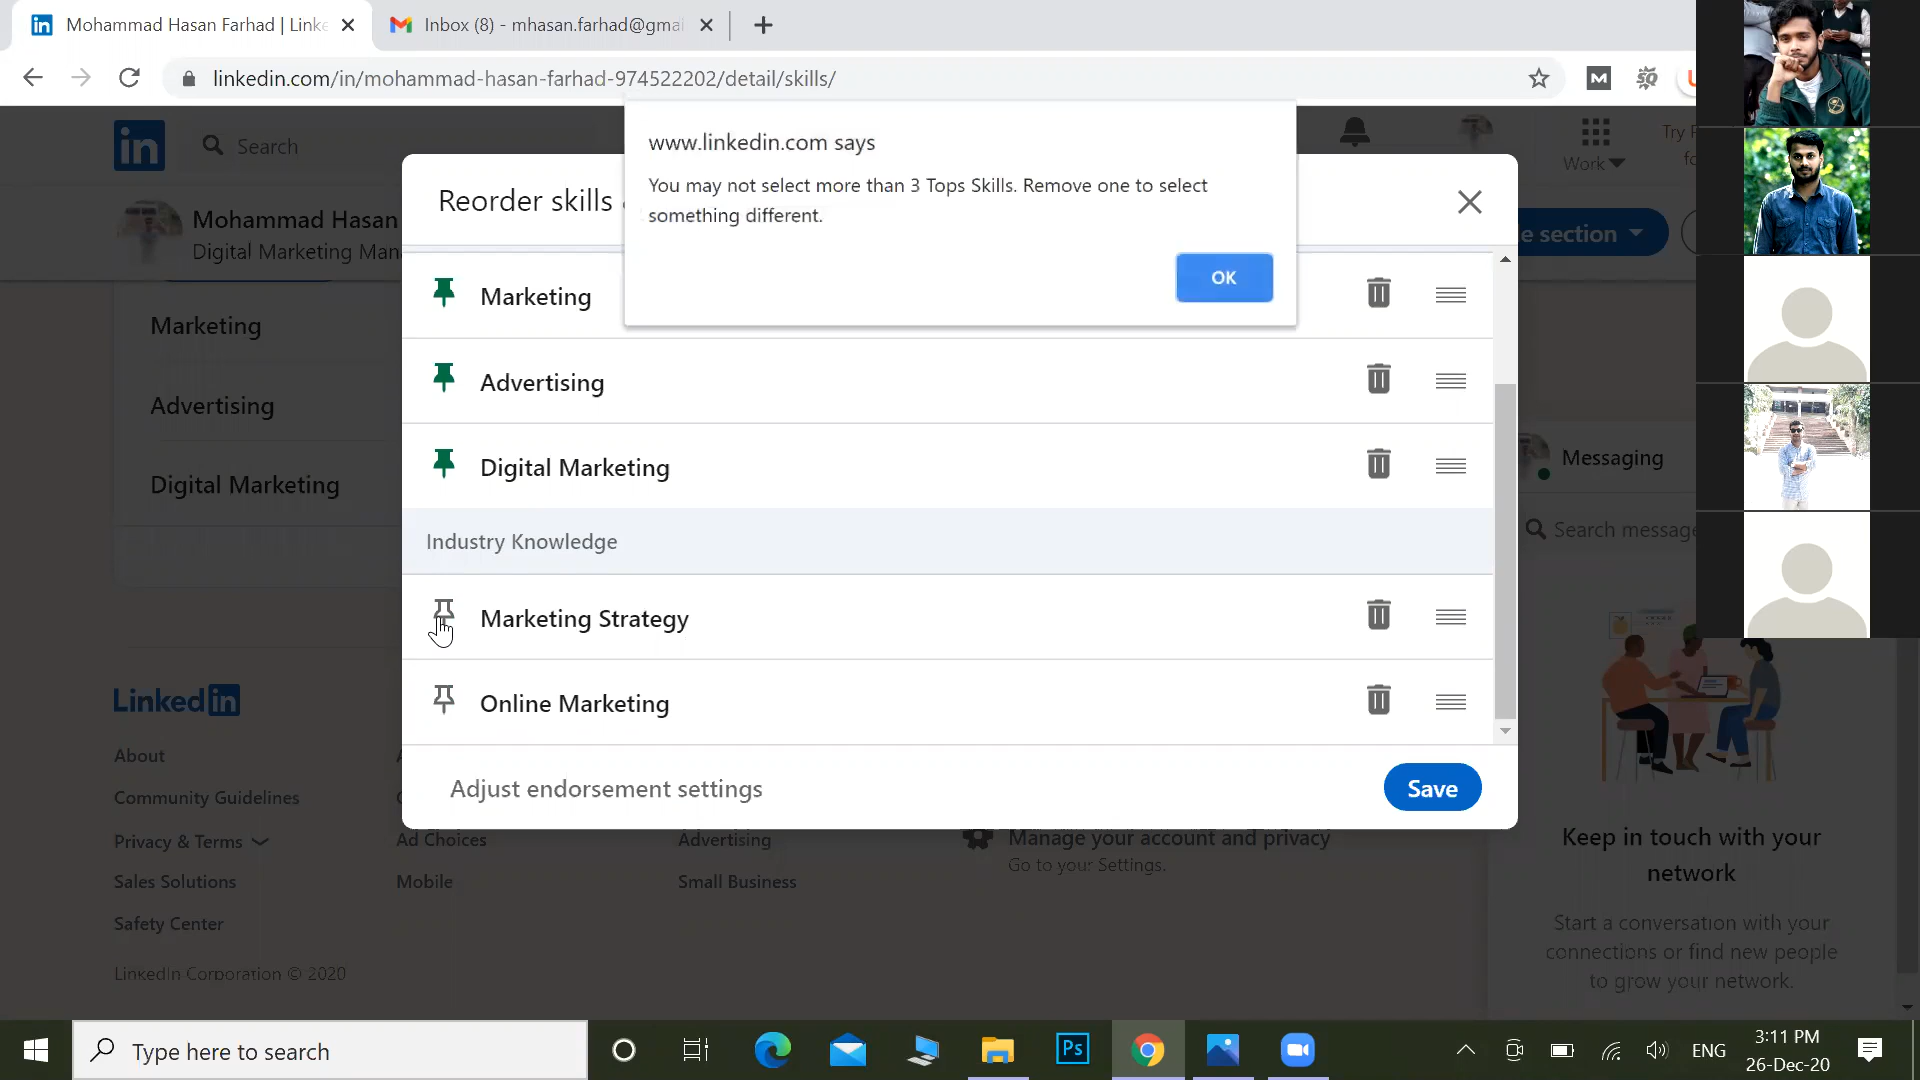 Mohammad Hasan Farhad | Linke
Inbox (8) - mhasan.farhad@gmai
linkedin.com/in/mohammad-hasan-farhad-974522202/detail/skills/
www.linkedin.com says
You may not select more than 3 Tops Skills. Remove one to select
something different.
OK
in
Search
Work
Try
fo
Mohammad Hasan
Digital Marketing Man
e section
Reorder skills
Marketing
Advertising
Digital Marketing
Marketing
Advertising
Digital Marketing
Industry Knowledge
Marketing Strategy
Online Marketing
Adjust endorsement settings
Save
Messaging
Search message
Keep in touch with your
network
Start a conversation with your
connections or find new people
to grow your network.
Linkedin
About
Community Guidelines
Privacy & Terms
Sales Solutions
Safety Center
Ad Choices
Mobile
Advertising
Small Business
Manage your account and privacy
Go to your Settings.
LinkedIn Corporation © 2020
Type here to search
Ps
ENG
3:11 PM
26-Dec-20